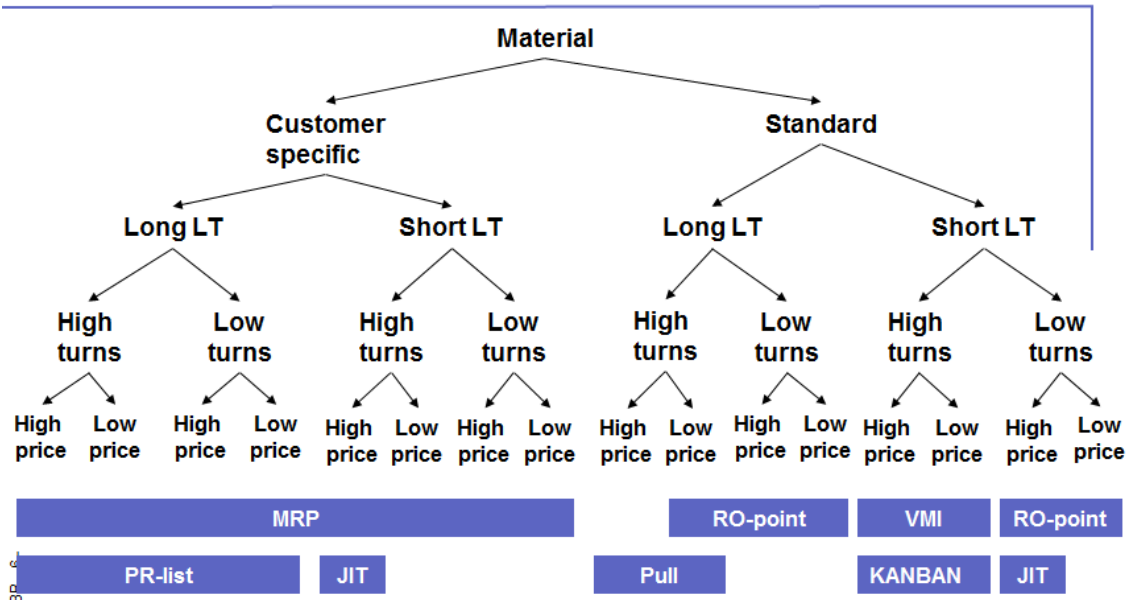 Material
Customer
specific
Standard
Long LT
Short LT
Long LT
Short LT
High
turns
Low
turns
High
turns
Low
turns
High
turns
Low
turns
High
turns
Low
turns
High
price
Low
price
High
price
Low
price
High
price
Low
price
High
price
Low
price
High
price
Low
price
High
price
Low
price
High
price
Low
price
High
price
Low
price
MRP
RO-point
VMI
RO-point
PR-list
JIT
Pull
KANBAN
JIT